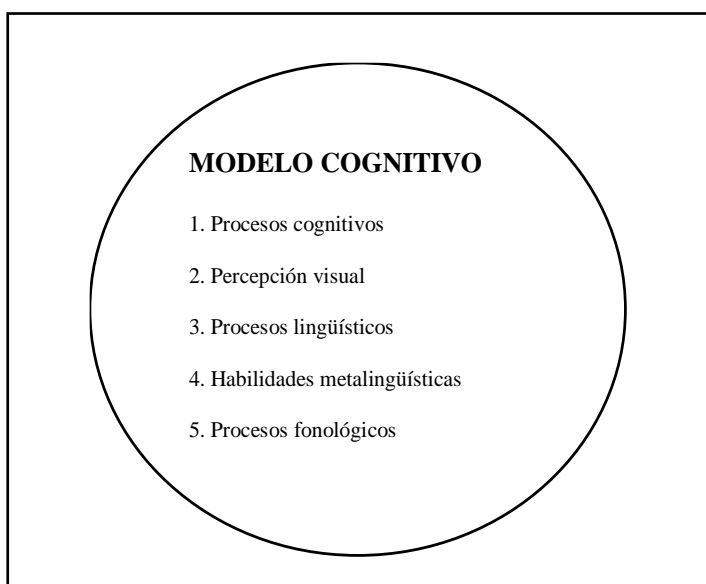 MODELO COGNITIVO
1. Procesos cognitivos
2. Percepción visual
3. Procesos lingüísticos
4. Habilidades metalingüísticas
5. Procesos fonológicos